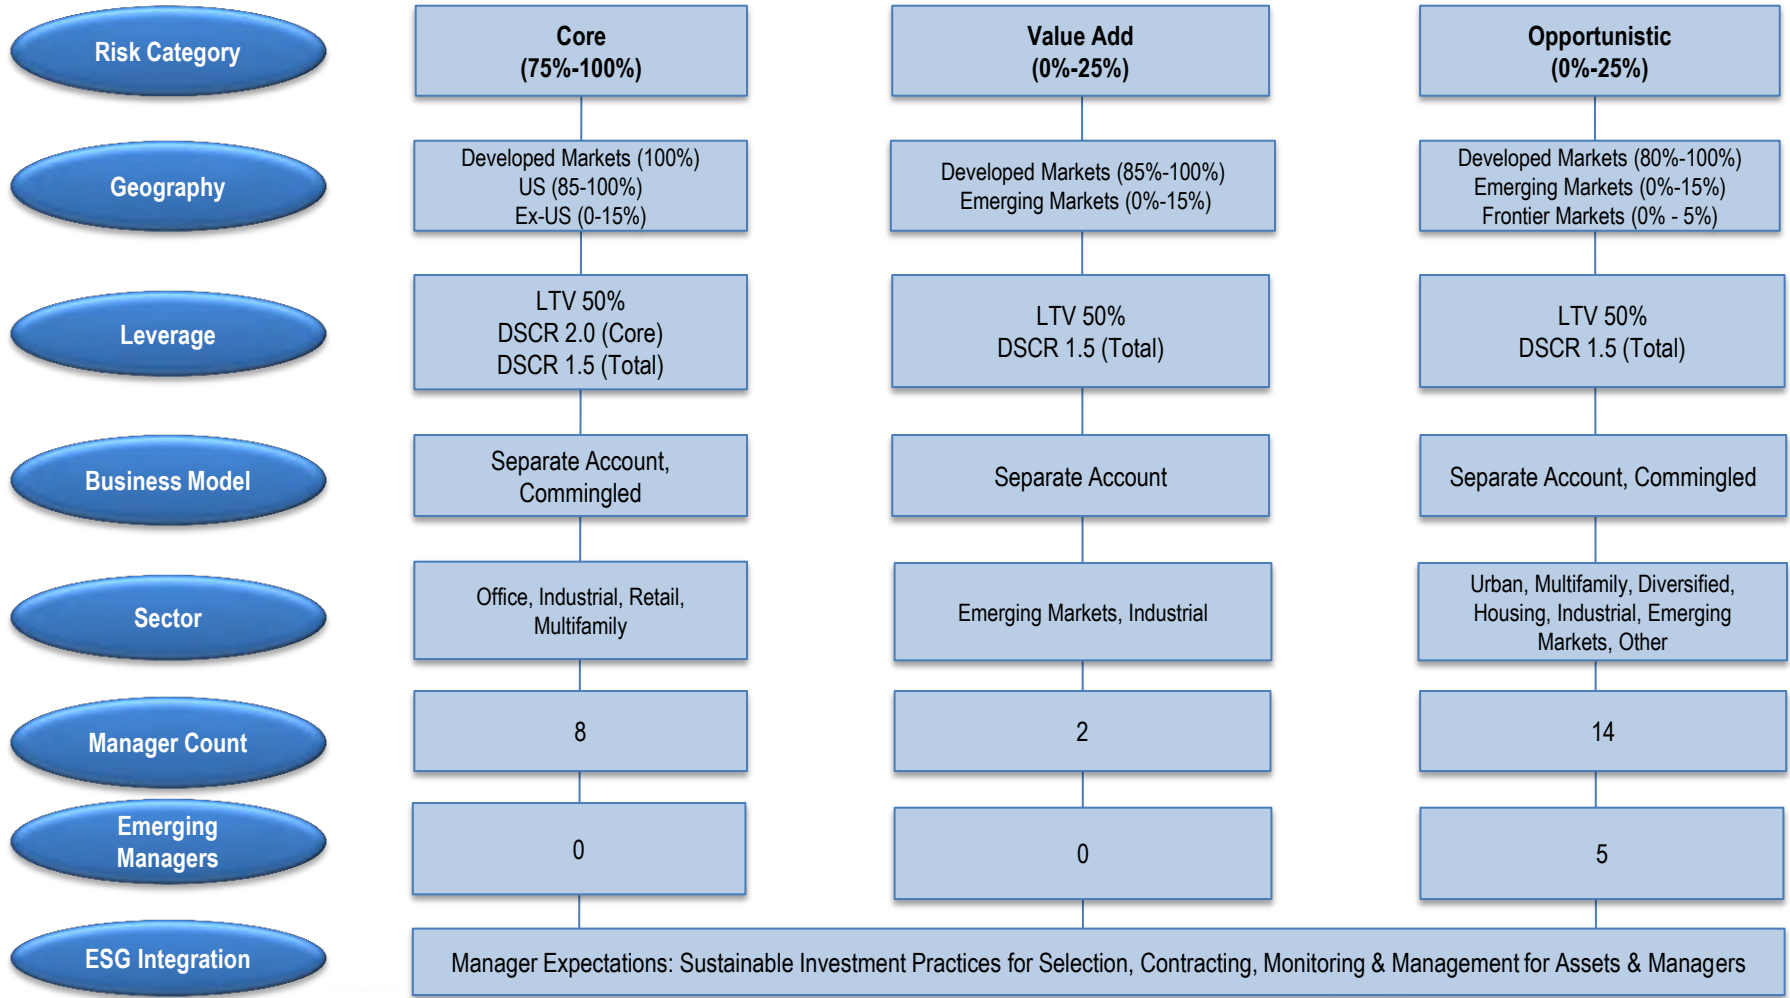 Risk Category
Core
(75%-100%)
Value Add
(0%-25%)
Opportunistic
(0%-25%)
Geography
Developed Markets (100%)
US (85-100%)
Ex-US (0-15%)
Developed Markets (85%-100%)
Emerging Markets (0%-15%)
Developed Markets (80%-100%)
Emerging Markets (0%-15%)
Frontier Markets (0% - 5%)
Leverage
LTV 50%
DSCR 2.0 (Core)
DSCR 1.5 (Total)
LTV 50%
DSCR 1.5 (Total)
LTV 50%
DSCR 1.5 (Total)
Business Model
Separate Account,
Commingled
Separate Account
Separate Account, Commingled
Sector
Office, Industrial, Retail,
Multifamily
Emerging Markets, Industrial
Urban, Multifamily, Diversified,
Housing, Industrial, Emerging
Markets, Other
Manager Count
8
2
14
Emerging
Managers
0
0
5
ESG Integration
Manager Expectations: Sustainable Investment Practices for Selection, Contracting, Monitoring & Management for Assets & Managers